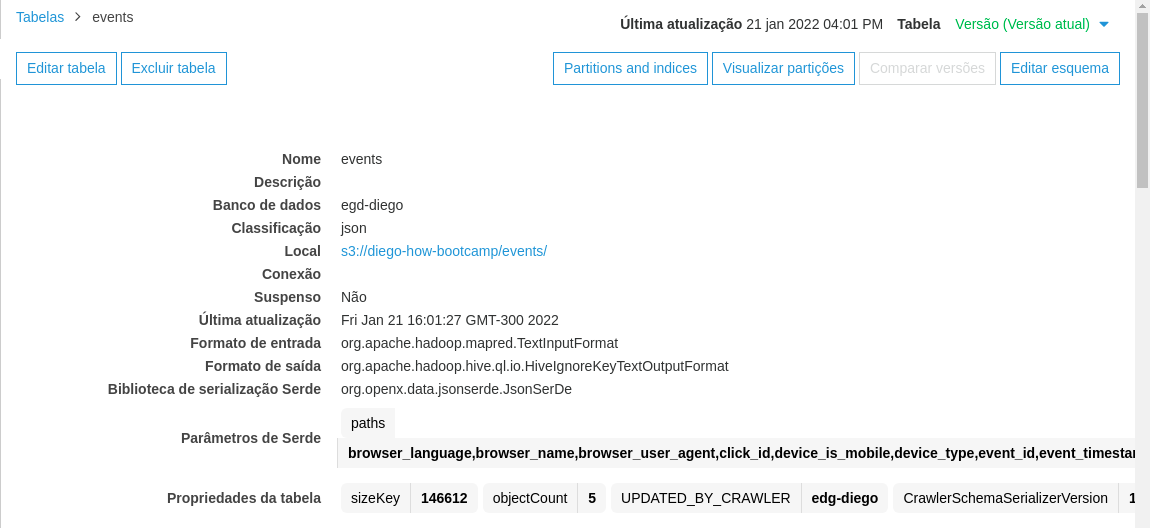 Tabelas > events
Última atualização 21 jan 2022 04:01 PM Tabela Versão (Versão atual)
Editar tabela Excluir tabela Partitions and indices Visualizar partições Comparar versões Editar esquema
Nome events
Descrição
Banco de dados egd-diego
Classificação json
Local s3://diego-how-bootcamp/events/
Conexão
Suspenso Não
Última atualização Fri Jan 21 16:01:27 GMT-300 2022
Formato de entrada org.apache.hadoop.mapred.TextInputFormat
Formato de saída org.apache.hadoop.hive.ql.io.HiveIgnoreKeyTextOutputFormat
Biblioteca de serialização Serde org.openx.data.jsonserde.JsonSerDe
paths
Parâmetros de Serde
browser_language,browser_name,browser_user_agent,click_id,device_is_mobile,device_type,event_id,event_timestar
Propriedades da tabela sizeKey 146612 objectCount 5 UPDATED_BY_CRAWLER edg-diego CrawlerSchemaSerializerVersion 1